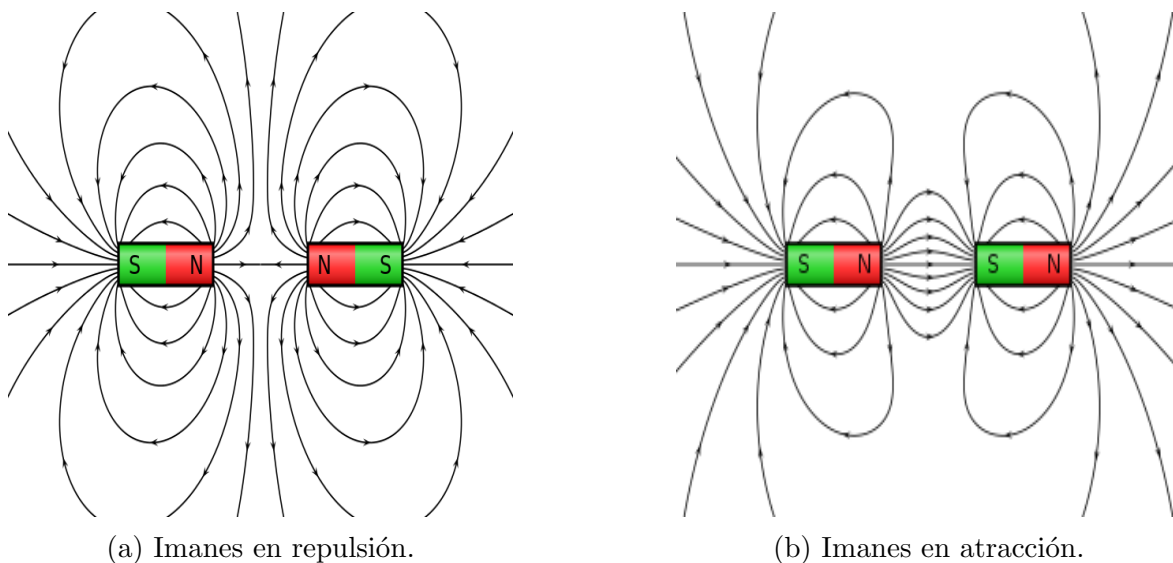 S N N S
S N S N
(a) Imanes en repulsión.
(b) Imanes en atracción.